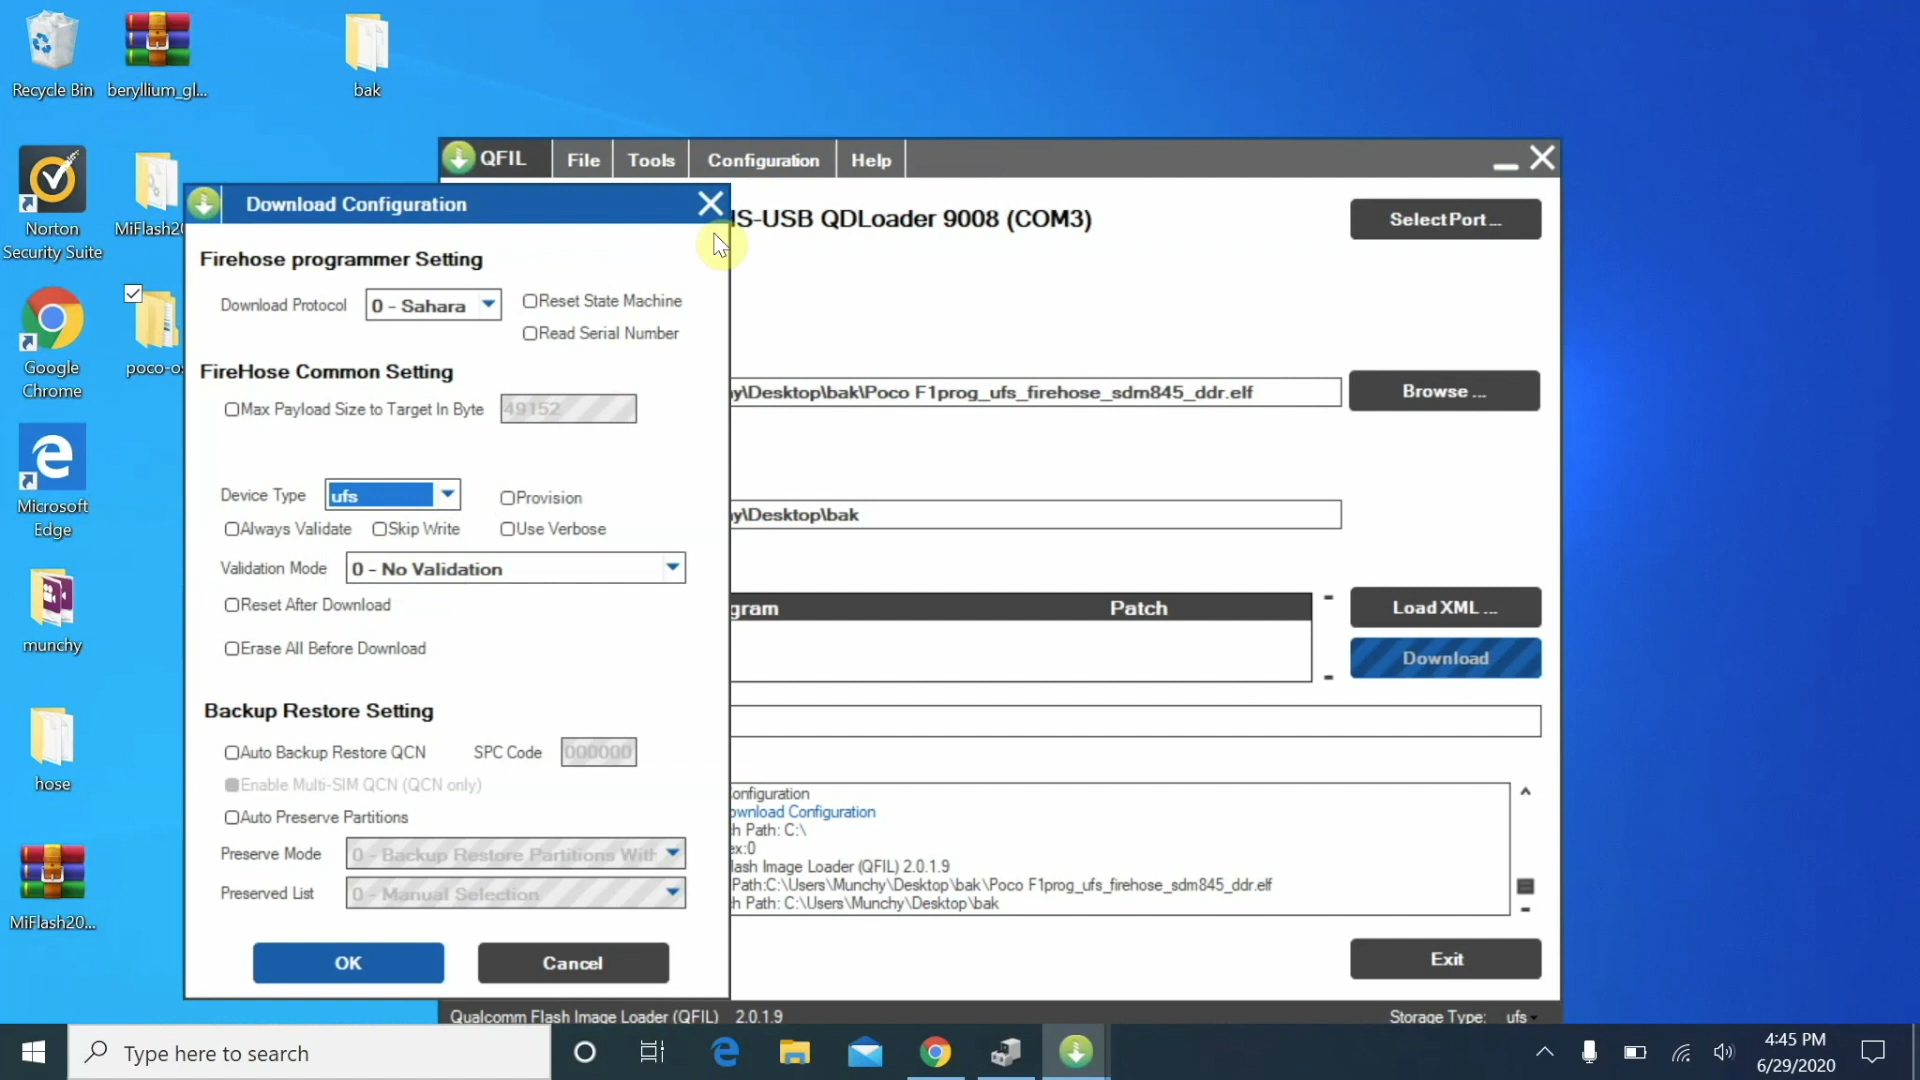 Recycle Bin
beryllium_gl...
bak
Norton
Security Suite
MiFlash20
Google
Chrome
poco-o
Microsoft
Edge
munchy
hose
MiFlash20...
QFIL
File
Tools
Configuration
Help
S-USB QDLoader 9008 (COM3)
Select Port ...
y\Desktop\bak\Poco F1prog_ufs_firehose_sdm845_ddr.elf
Browse ...
y\Desktop\bak
gram
Patch
Load XML ...
Download
onfiguration
ownload Configuration
h Path: C:\
ex:0
lash Image Loader (QFIL) 2.0.1.9
Path:C:\Users\Munchy\Desktop\bak\Poco F1prog_ufs_firehose_sdm845_ddr.elf
h Path: C:\Users\Munchy\Desktop\bak
Exit
Qualcomm Flash Image Loader (QFIL) 2.0.1.9
Storage Type: ufs
Download Configuration
Firehose programmer Setting
Download Protocol
0 - Sahara
Reset State Machine
Read Serial Number
FireHose Common Setting
Max Payload Size to Target In Byte
49152
Device Type
ufs
Provision
Always Validate
Skip Write
Use Verbose
Validation Mode
0 - No Validation
Reset After Download
Erase All Before Download
Backup Restore Setting
Auto Backup Restore QCN
SPC Code
000000
Enable Multi-SIM QCN (QCN only)
Auto Preserve Partitions
Preserve Mode
0 - Backup Restore Partitions With
Preserved List
0 - Manual Selection
OK
Cancel
Type here to search
4:45 PM
6/29/2020